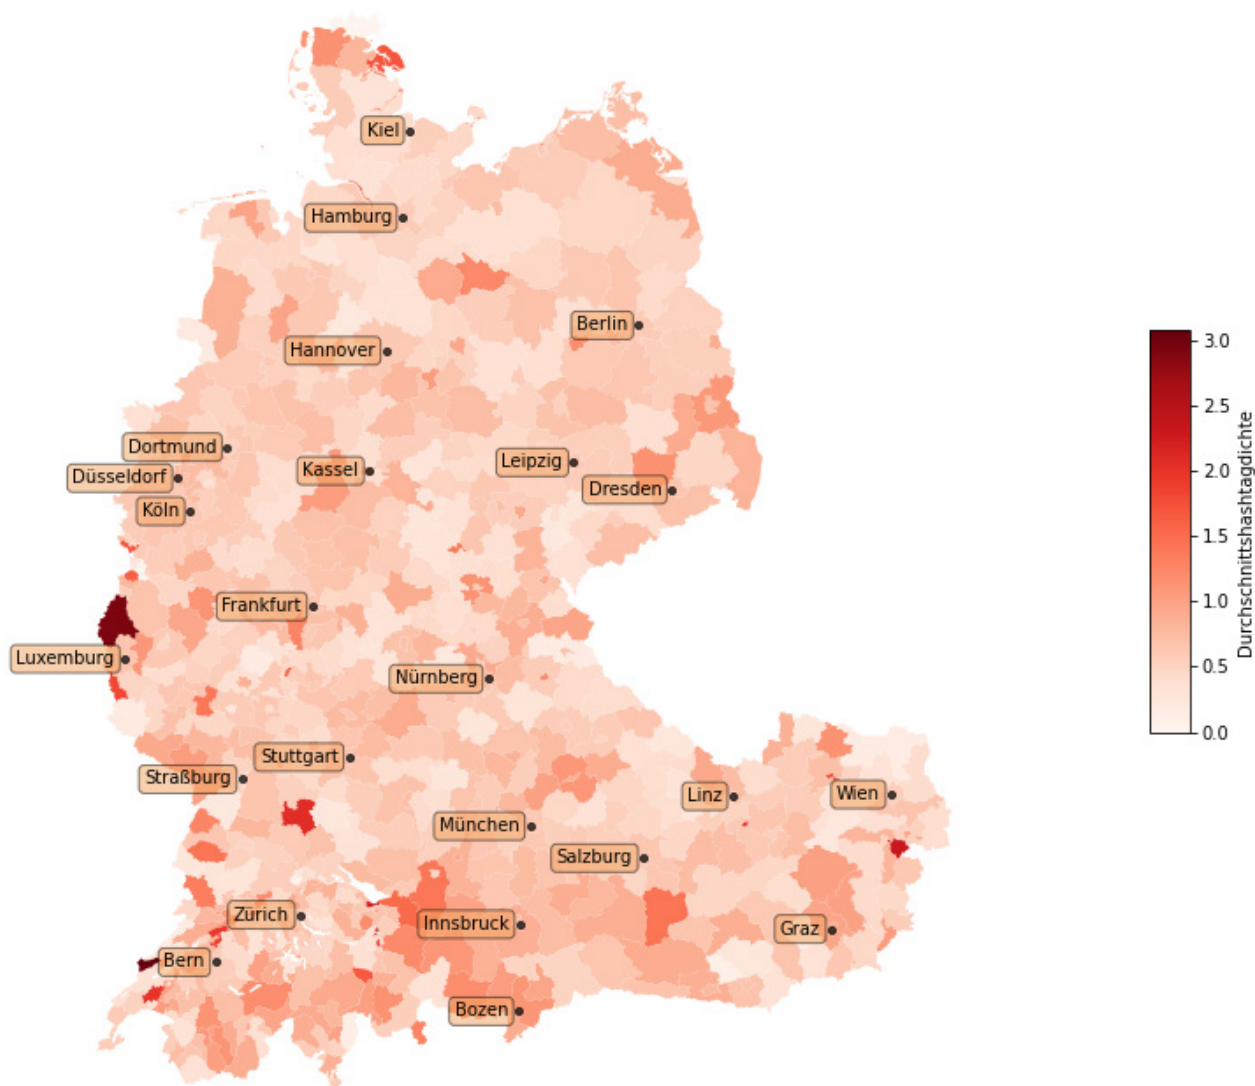 Kiel
Hamburg
Berlin
Hannover
Dortmund
Kassel
Leipzig
Düsseldorf
Dresden
Köln
Frankfurt
Luxemburg
Nürnberg
Stuttgart
Straßburg
Linz
Wien
München
Salzburg
Zürich
Innsbruck
Graz
Bern
Bozen
3.0
2.5
2.0
1.5
1.0
0.5
0.0
Durchschnittshashtagdichte